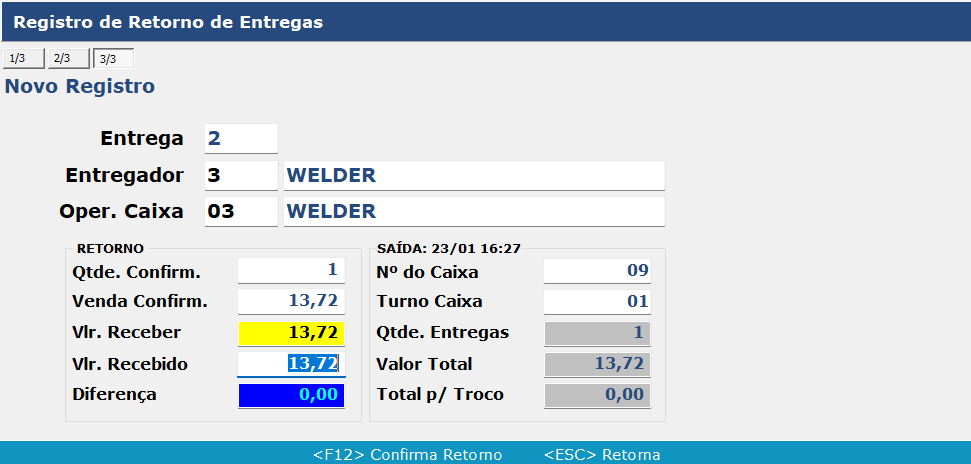 Registro de Retorno de Entregas
1/3 2/3 3/3
Novo Registro
Entrega 2
Entregador 3 WELDER
Oper. Caixa 03 WELDER
RETORNO
Qtde. Confirm. 1
Venda Confirm. 13,72
Vlr. Receber 13,72
Vlr. Recebido 13,72
Diferença 0,00
SAÍDA: 23/01 16:27
Nº do Caixa 09
Turno Caixa 01
Qtde. Entregas 1
Valor Total 13,72
Total p/ Troco 0,00
<F12> Confirma Retorno <ESC> Retorna